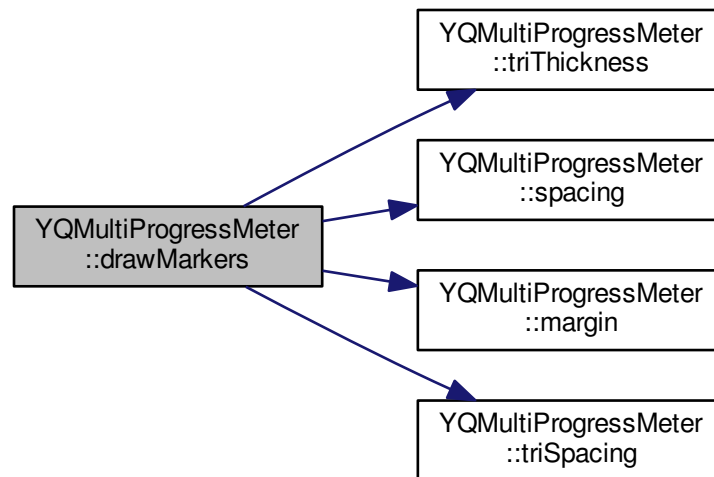 YQMultiProgressMeter
::triThickness
YQMultiProgressMeter
::spacing
YQMultiProgressMeter
::drawMarkers
YQMultiProgressMeter
::margin
YQMultiProgressMeter
::triSpacing